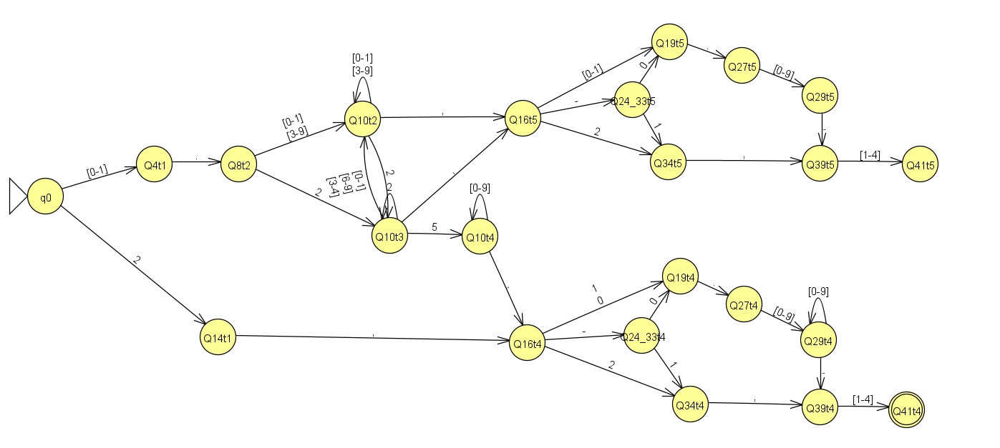 Q19t5
.
[0-1]
[3-9]
[0-1]
0
Q27t5
[0-9]
Q29t5
-
Q24_33t5
,
Q10t2
Q16t5
1
[0-1]
[3-9]
2
.
[0-1]
Q4t1
.
Q8t2
[0-1]
[6-9]
[3-4]
2
,
Q34t5
Q39t5
[1-4]
Q41t5
q0
2
2
[0-9]
5
Q10t3
Q10t4
2
Q19t4
.
1
0
0
Q27t4
[0-9]
[0-9]
Q14t1
,
Q16t4
-
Q24_33t4
Q29t4
2
1
Q34t4
,
Q39t4
[1-4]
Q41t4